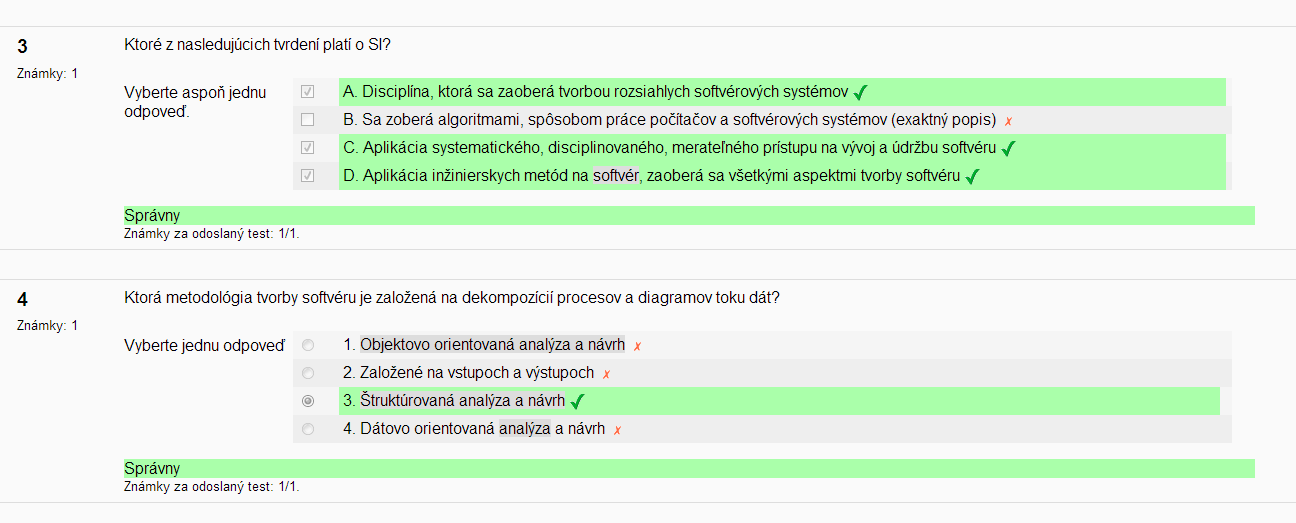 3
Ktoré z nasledujúcich tvrdení platí o SI?
Známky: 1
Vyberte aspoň jednu
odpoveď.
A. Disciplína, ktorá sa zaoberá tvorbou rozsiahlych softvérových systémov
B. Sa zoberá algoritmami, spôsobom práce počítačov a softvérových systémov (exaktný popis)
C. Aplikácia systematického, disciplinovaného, merateľného prístupu na vývoj a údržbu softvéru
D. Aplikácia inžinierskych metód na softvér, zaoberá sa všetkými aspektmi tvorby softvéru
Správny
Známky za odoslaný test: 1/1.
4
Ktorá metodológia tvorby softvéru je založená na dekompozícií procesov a diagramov toku dát?
Známky: 1
Vyberte jednu odpoveď
1. Objektovo orientovaná analýza a návrh
2. Založené na vstupoch a výstupoch
3. Štruktúrovaná analýza a návrh
4. Dátovo orientovaná analýza a návrh
Správny
Známky za odoslaný test: 1/1.